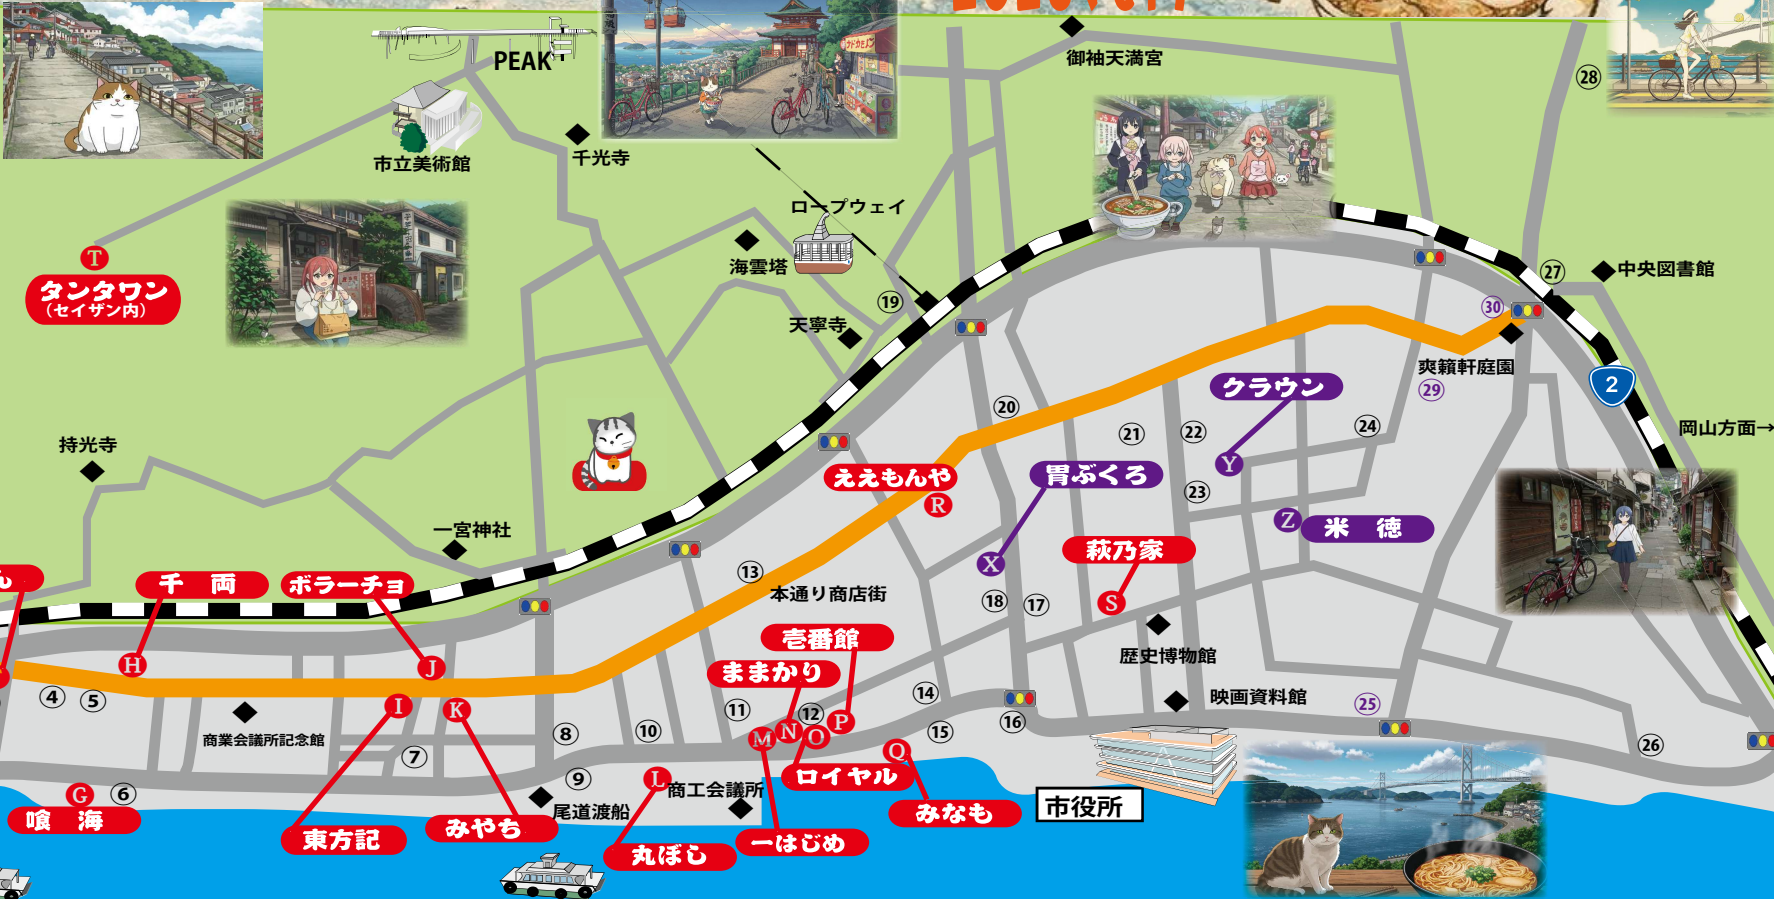 PEAK
御袖天満宮
28
市立美術館
千光寺
ロープウェイ
海雲塔
T
タンタワン
(セイザン内)
19
天寧寺
27
中央図書館
30
爽籟軒庭園
29
2
岡山方面→
クラウン
20
21
22
24
Y
持光寺
ええもんや
R
胃ぶくろ
23
Z
米 徳
一宮神社
X
萩乃家
S
18
17
13
本通り商店街
ん
千 両
ボラーチョ
H
J
壱番館
ままかり
歴史博物館
映画資料館
4
5
I
K
商業会議所記念館
7
8
9
10
11
12
M
N
O
P
14
15
16
25
26
Q
L
商工会議所
ロイヤル
G
6
喰 海
尾道渡船
市役所
みなも
東方記
みやち
丸ぼし
一はじめ